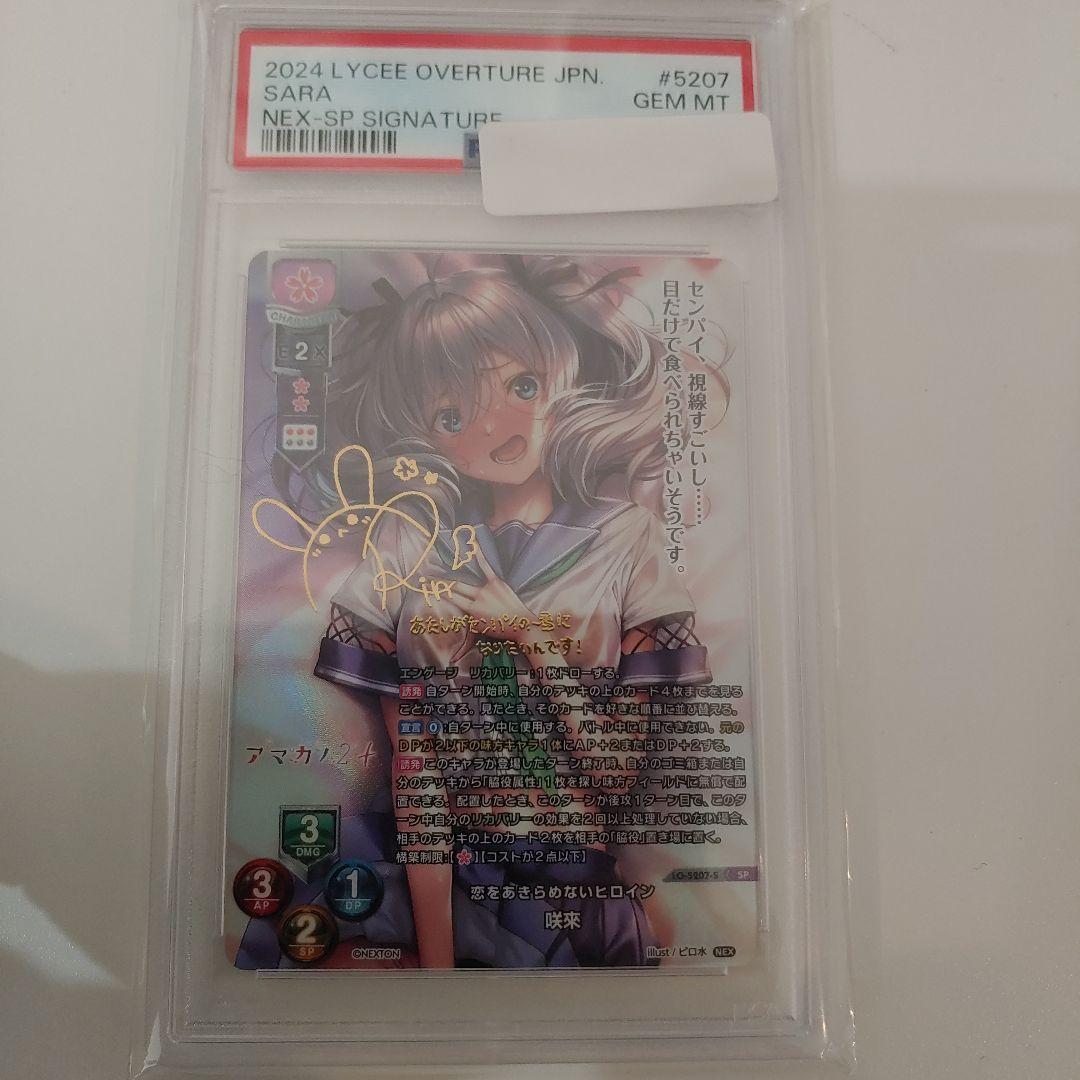 2024 LYCEE OVERTURE JPN.
#5207
SARA
GEM MT
NEX-SP SIGNATURE
CHARACTER
E 2 X
センパイ、視線すごいし……
目だけで食べられちゃいそうです。
Rin
あたしがセンパイの一番に
なりたいんです!
エンゲージ リカバリー:1枚ドローする。
誘発 自ターン開始時、自分のデッキの上のカード4枚までを見る
ことができる。見たとき、そのカードを好きな順番に並び替える。
宣言 0:自ターン中に使用する。バトル中に使用できない。元の
DPが2以下の味方キャラ1体にAP+2またはDP+2する。
誘発 このキャラが登場したターン終了時、自分のゴミ箱または自
分のデッキから「脇役属性」1枚を探し味方フィールドに無償で配
置できる。配置したとき、このターンが後攻1ターン目で、このタ
ーン中自分のリカバリーの効果を2回以上処理していない場合、
相手のデッキの上のカード2枚を相手の「脇役」置き場に置く。
構築制限:【】【コストが2点以下】
アマカノ2+
3
DMG
3
AP
1
DP
2
SP
LO-5207-S SP
恋をあきらめないヒロイン
咲來
©NEXTON
illust / ピロ水 NEX